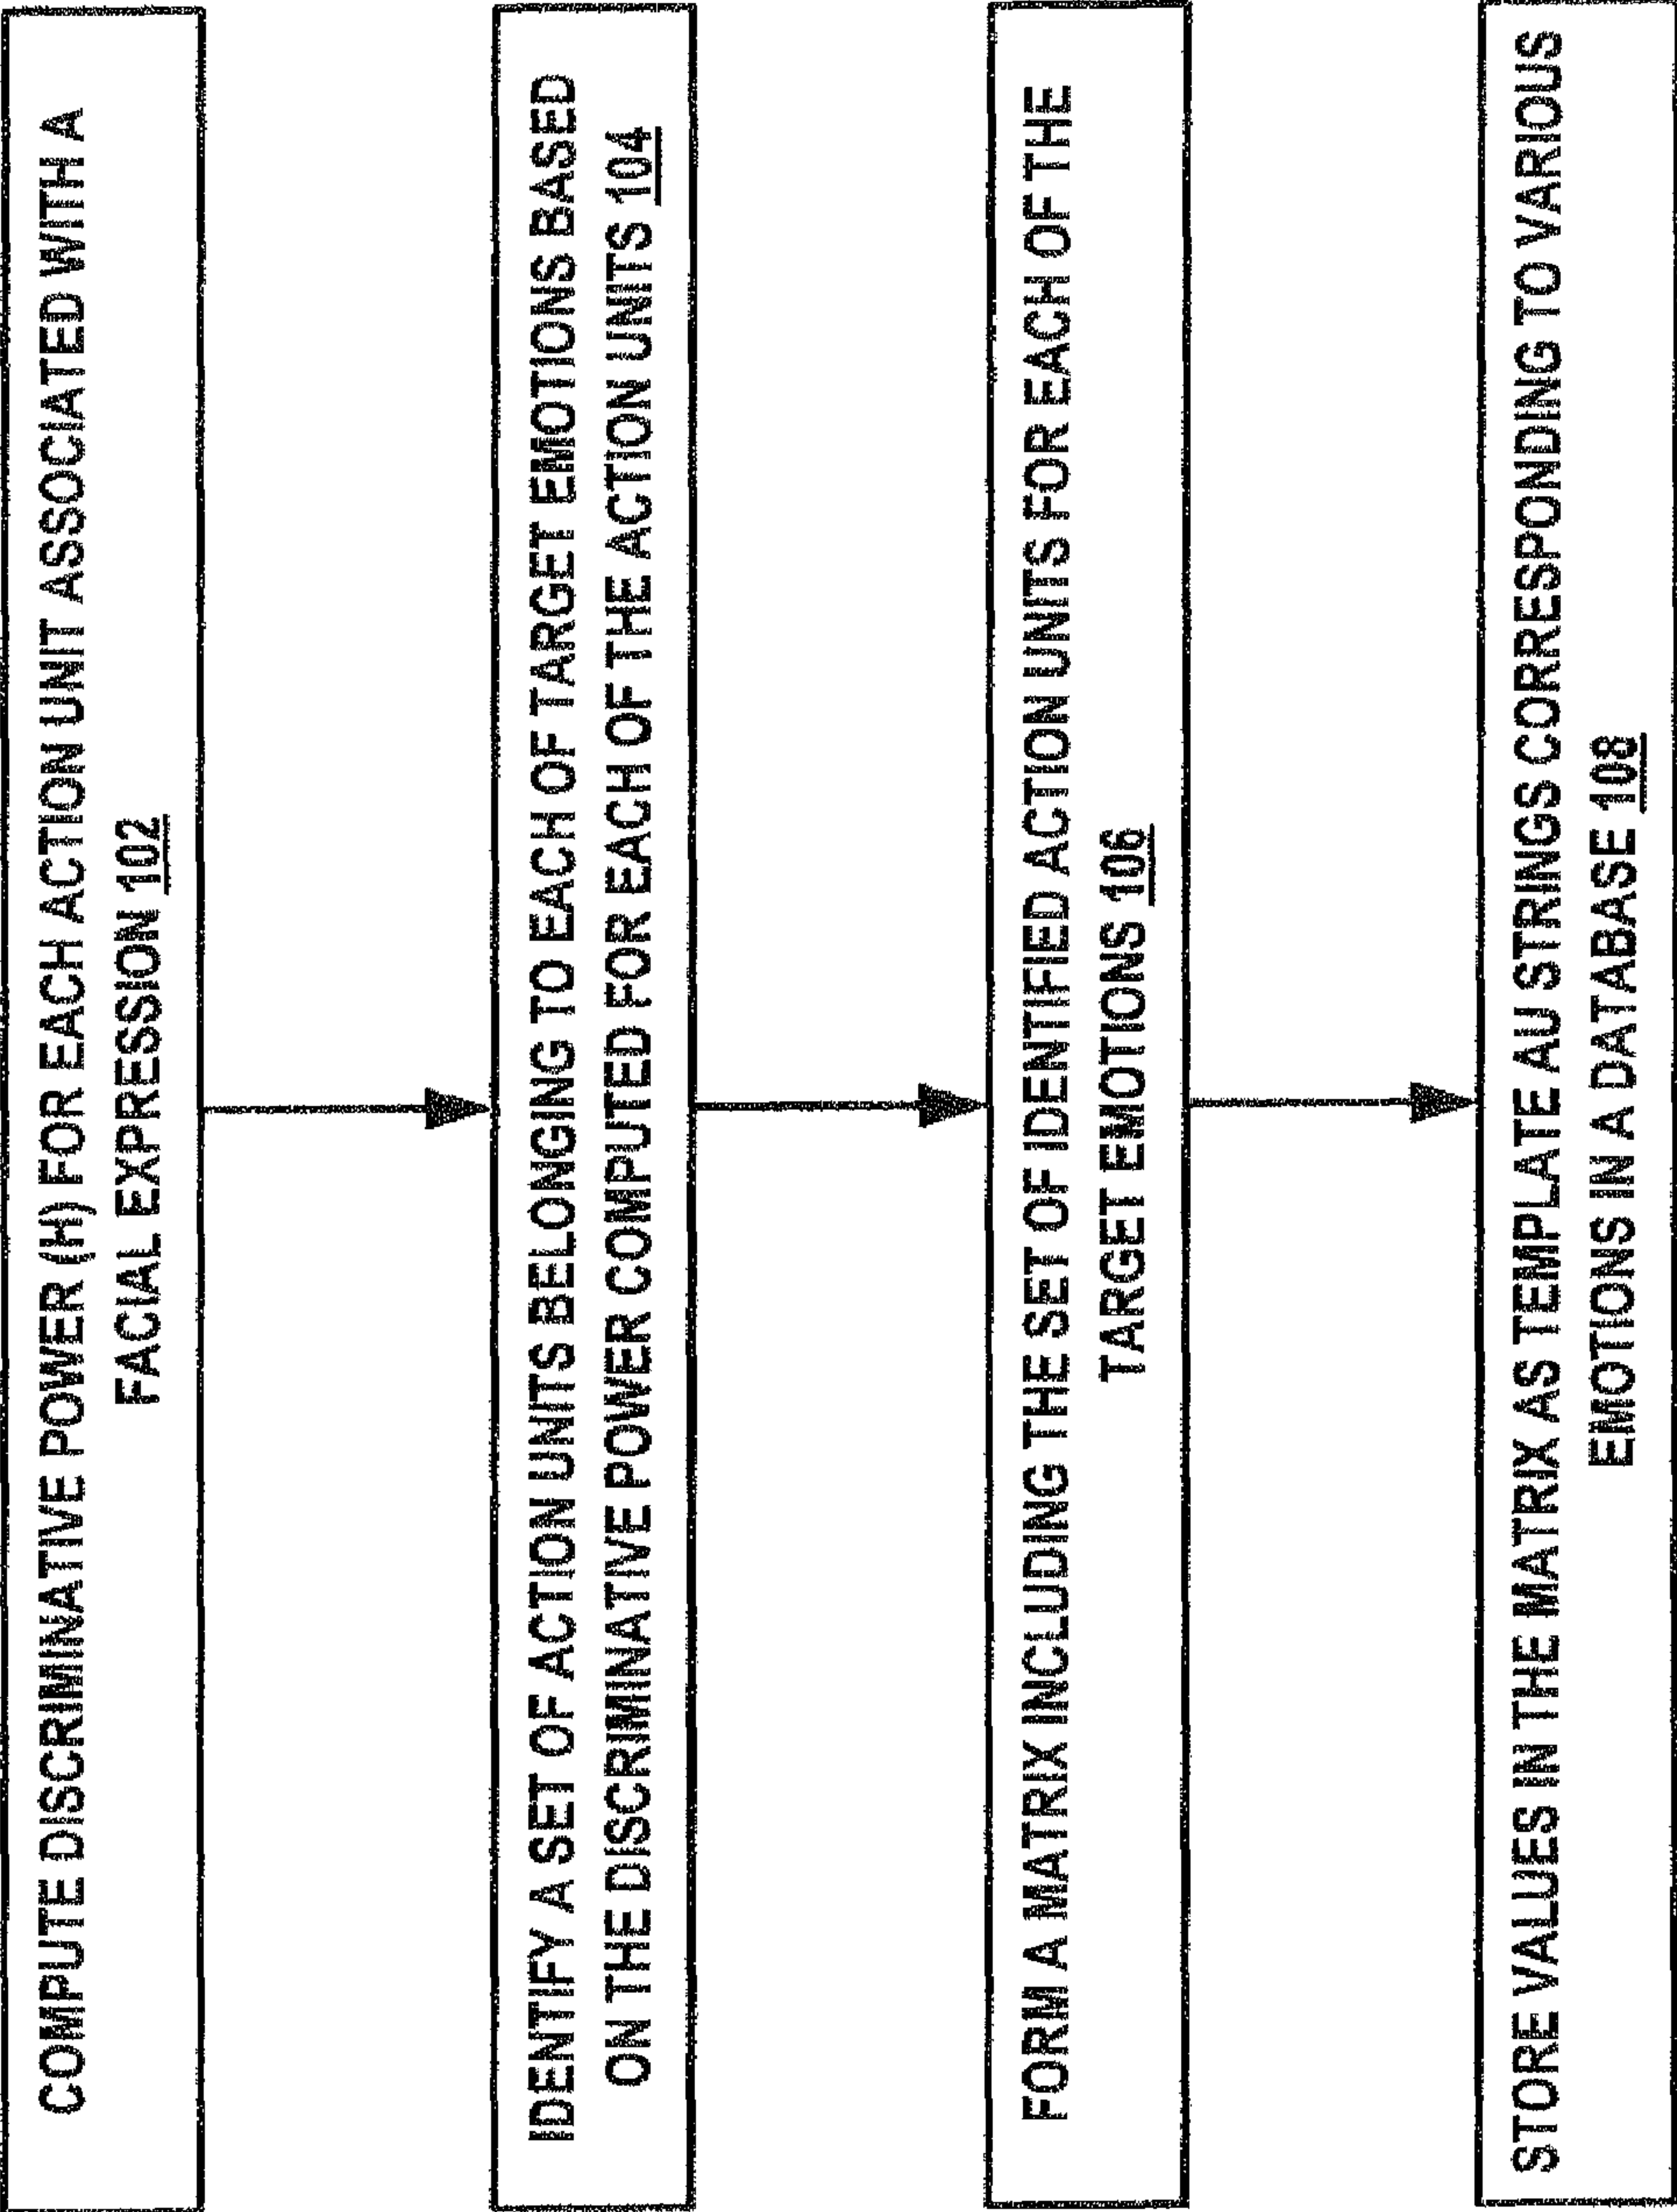 COMPUTE DISCRIMINATIVE POWER (H) FOR EACH ACTION UNIT ASSOCIATED WITH A
FACIAL EXPRESSION 102
IDENTIFY A SET OF ACTION UNITS BELONGING TO EACH OF TARGET EMOTIONS BASED
ON THE DISCRIMINATIVE POWER COMPUTED FOR EACH OF THE ACTION UNITS 104
FORM A MATRIX INCLUDING THE SET OF IDENTIFIED ACTION UNITS FOR EACH OF THE
TARGET EMOTIONS 106
STORE VALUES IN THE MATRIX AS TEMPLATE AU STRINGS CORRESPONDING TO VARIOUS
EMOTIONS IN A DATABASE 108